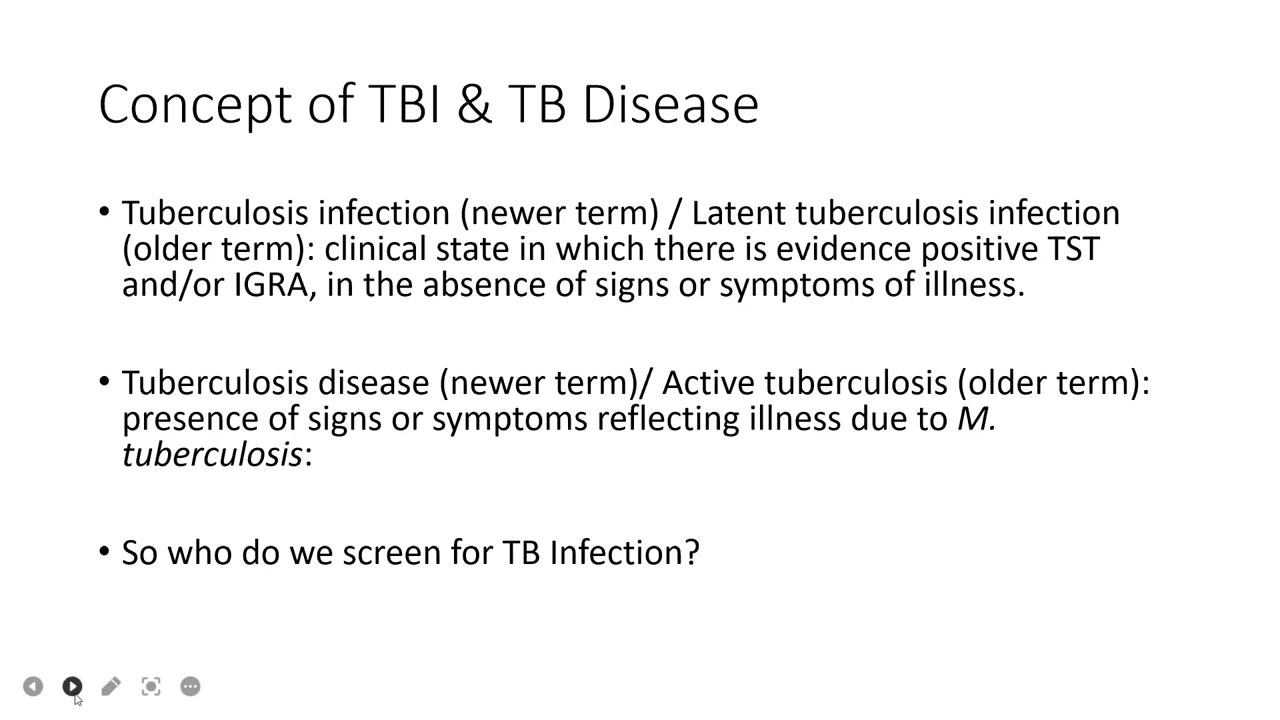 Concept of TBI & TB Disease
• Tuberculosis infection (newer term) / Latent tuberculosis infection
(older term): clinical state in which there is evidence positive TST
and/or IGRA, in the absence of signs or symptoms of illness.
• Tuberculosis disease (newer term)/ Active tuberculosis (older term):
presence of signs or symptoms reflecting illness due to M.
tuberculosis:
• So who do we screen for TB Infection?